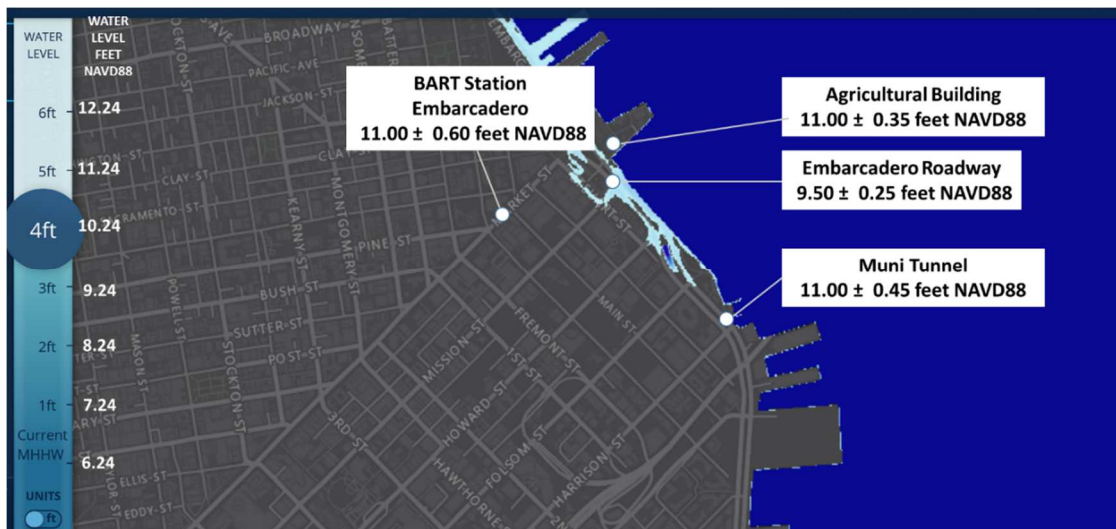 WATER
LEVEL
WATER
LEVEL
FEET
NAVD88
6ft
12.24
5ft
11.24
4ft
10.24
3ft
9.24
2ft
8.24
1ft
7.24
Current
MHHW
6.24
UNITS
ft
BART Station
Embarcadero
11.00 ± 0.60 feet NAVD88
Agricultural Building
11.00 ± 0.35 feet NAVD88
Embarcadero Roadway
9.50 ± 0.25 feet NAVD88
Muni Tunnel
11.00 ± 0.45 feet NAVD88
BROADWAY
PACIFIC-AVE
JACKSON-ST
CLAY-ST
SACRAMENTO-ST
PINE-ST
BUSH-ST
SUTTER-ST
POST-ST
ELLIS-ST
EDDY-ST
POWELL-ST
MASON-ST
STOCKTON-ST
KEARNY-ST
MONTGOMERY-ST
MARKET-ST
MISSION-ST
FREMONT-ST
MAIN-ST
1ST-ST
HOWARD-ST
FOLSOM-ST
HARRISON-ST
HAWTHORNE
3RD-ST